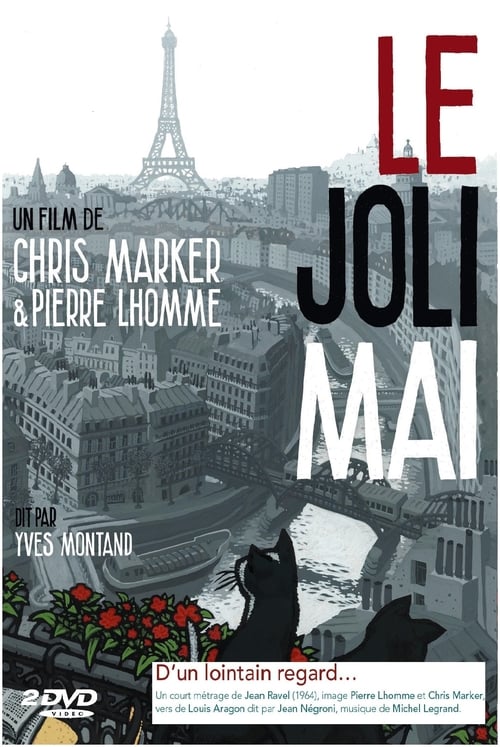 LE
JOLI
MAI
UN FILM DE
CHRIS MARKER
& PIERRE LHOMME
DIT PAR
YVES MONTAND
D'un lointain regard...
Un court métrage de Jean Ravel (1964), image Pierre Lhomme et Chris Marker,
vers de Louis Aragon dit par Jean Négroni, musique de Michel Legrand.
2 DVD
VIDEO